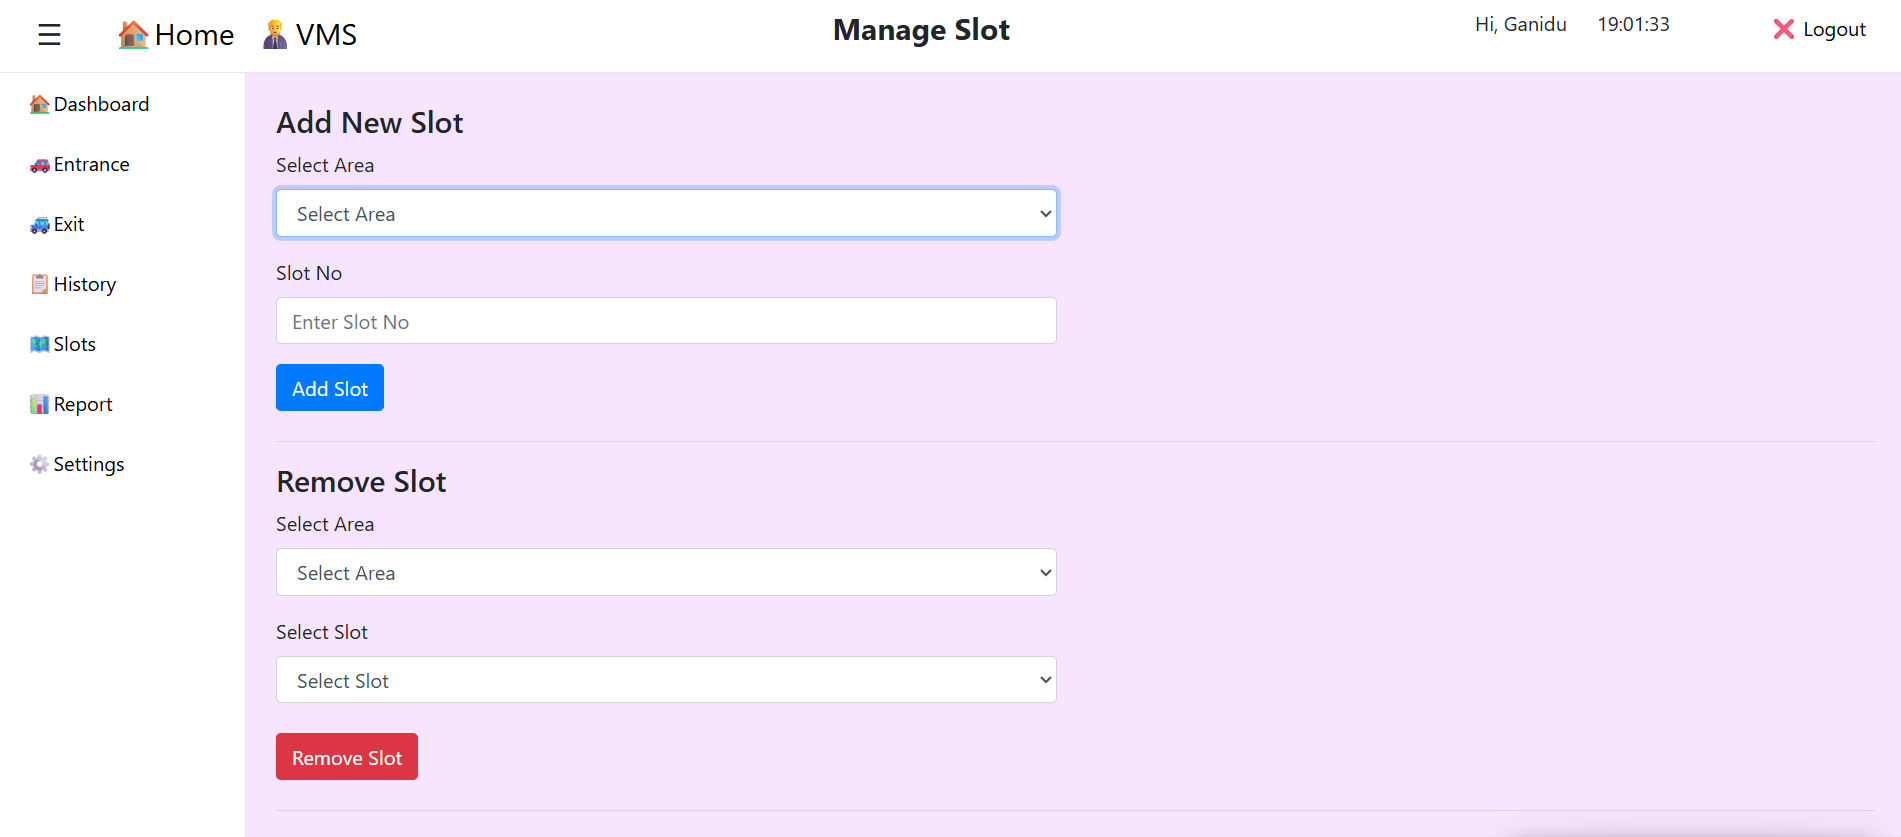 ☰ Home VMS Manage Slot Hi, Ganidu 19:01:33 Logout
Dashboard
Entrance
Exit
History
Slots
Report
Settings
Add New Slot
Select Area
Select Area
Slot No
Enter Slot No
Add Slot
Remove Slot
Select Area
Select Area
Select Slot
Select Slot
Remove Slot